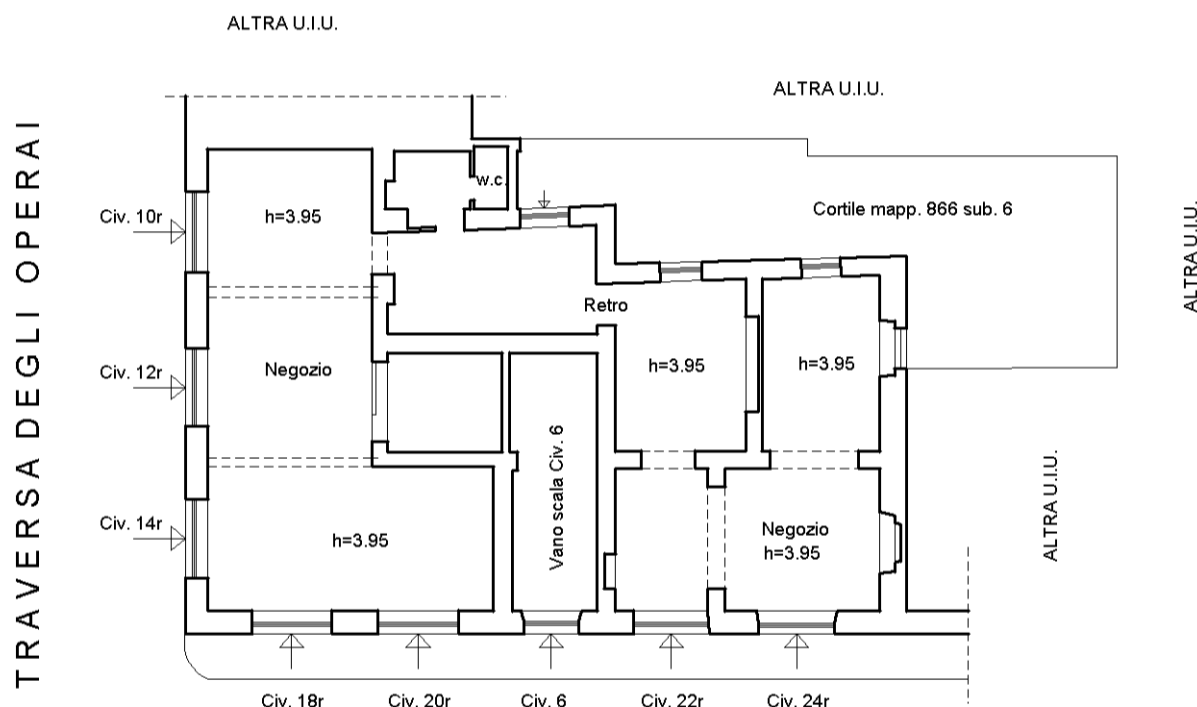 ALTRA U.I.U.
ALTRA U.I.U.
TRAVERSA DEGLI OPERAI
w.c.
Civ. 10r
h=3.95
Cortile mapp. 866 sub. 6
ALTRA U.I.U.
Retro
Civ. 12r
Negozio
h=3.95
h=3.95
Vano scala Civ. 6
Civ. 14r
h=3.95
Negozio
h=3.95
ALTRA U.I.U.
Civ. 18r
Civ. 20r
Civ. 6
Civ. 22r
Civ. 24r